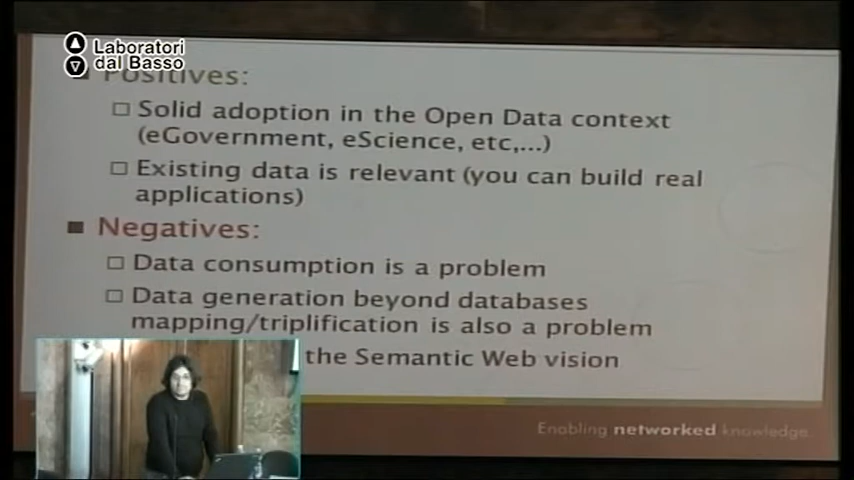 Laboratori
dal Basso
Positives:
Solid adoption in the Open Data context
(eGovernment, eScience, etc,...)
Existing data is relevant (you can build real
applications)
Negatives:
Data consumption is a problem
Data generation beyond databases
mapping/triplification is also a problem
the Semantic Web vision
Enabling networked knowledge.